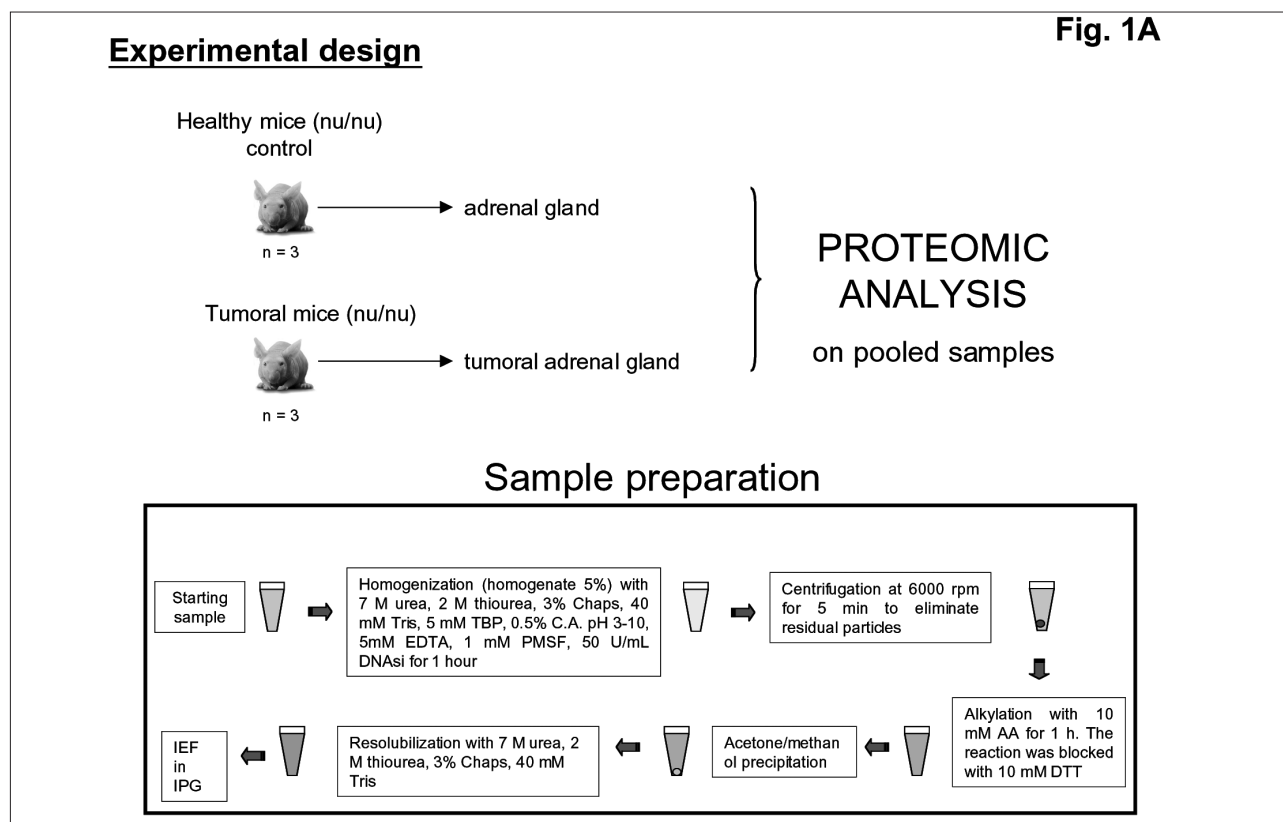 Fig. 1A
Experimental design
Healthy mice (nu/nu)
control
adrenal gland
n = 3
PROTEOMIC
ANALYSIS
on pooled samples
Tumoral mice (nu/nu)
tumoral adrenal gland
n = 3
Sample preparation
Starting
sample
Homogenization (homogenate 5%) with
7 M urea, 2 M thiourea, 3% Chaps, 40
mM Tris, 5 mM TBP, 0.5% C.A. pH 3-10,
5mM EDTA, 1 mM PMSF, 50 U/mL
DNAsi for 1 hour
Centrifugation at 6000 rpm
for 5 min to eliminate
residual particles
Alkylation with 10
mM AA for 1 h. The
reaction was blocked
with 10 mM DTT
Acetone/methan
ol precipitation
Resolubilization with 7 M urea, 2
M thiourea, 3% Chaps, 40 mM
Tris
IEF
in
IPG